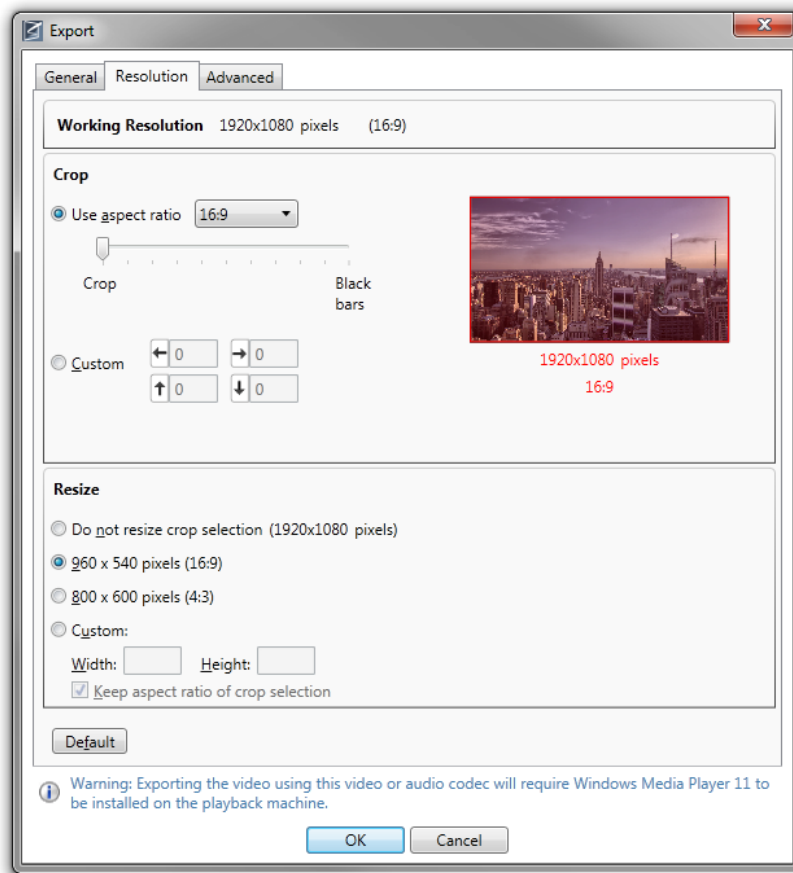 Export
General Resolution Advanced
Working Resolution 1920x1080 pixels (16:9)
Crop
Use aspect ratio 16:9
Crop Black
bars
1920x1080 pixels
16:9
Custom 0 0
0 0
Resize
Do not resize crop selection (1920x1080 pixels)
960 x 540 pixels (16:9)
800 x 600 pixels (4:3)
Custom:
Width: Height:
Keep aspect ratio of crop selection
Default
Warning: Exporting the video using this video or audio codec will require Windows Media Player 11 to
be installed on the playback machine.
OK Cancel